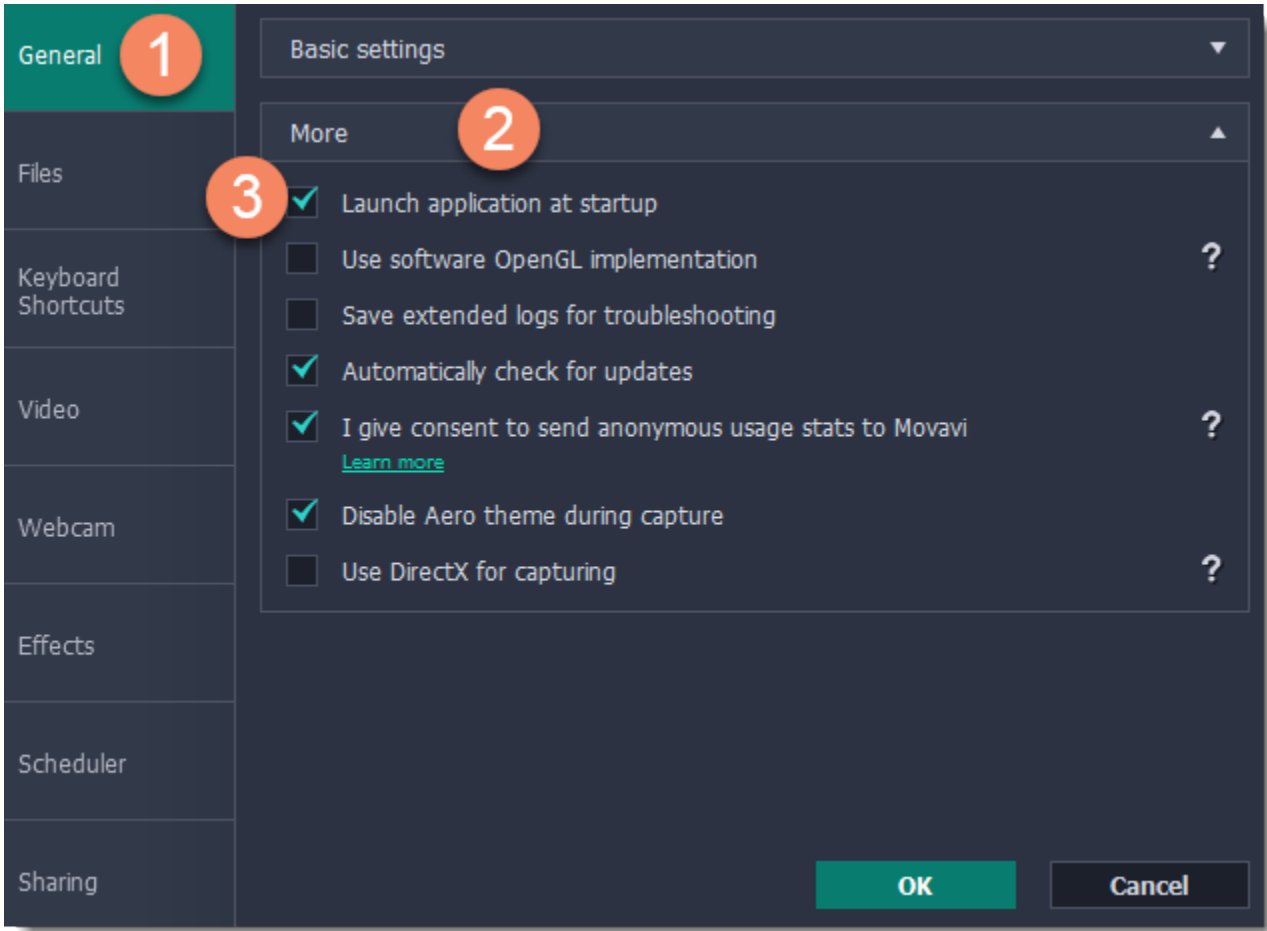 General
1
Files
Keyboard
Shortcuts
Video
Webcam
Effects
Scheduler
Sharing
Basic settings
More
2
3
Launch application at startup
Use software OpenGL implementation
?
Save extended logs for troubleshooting
Automatically check for updates
I give consent to send anonymous usage stats to Movavi
?
Learn more
Disable Aero theme during capture
Use DirectX for capturing
?
OK
Cancel